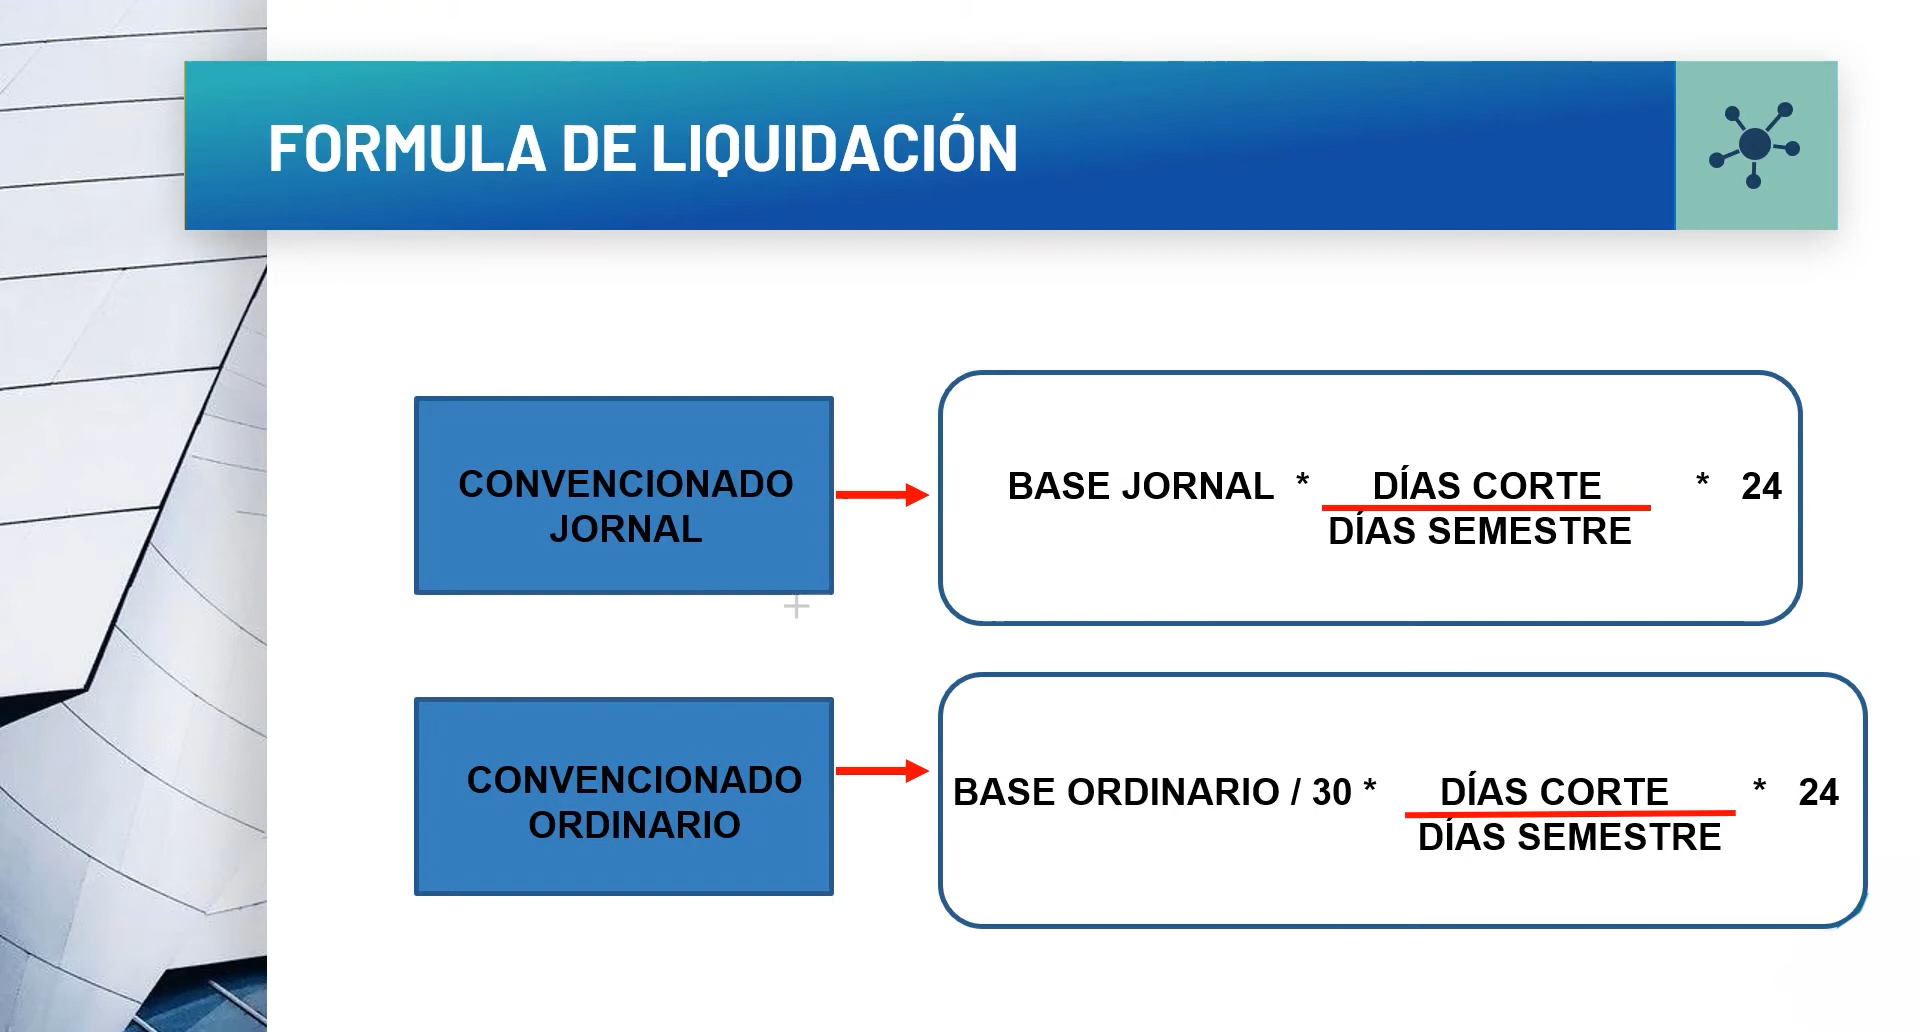 FORMULA DE LIQUIDACIÓN
CONVENCIONADO
JORNAL
BASE JORNAL * DÍAS CORTE * 24
DÍAS SEMESTRE
CONVENCIONADO
ORDINARIO
BASE ORDINARIO / 30 * DÍAS CORTE * 24
DÍAS SEMESTRE